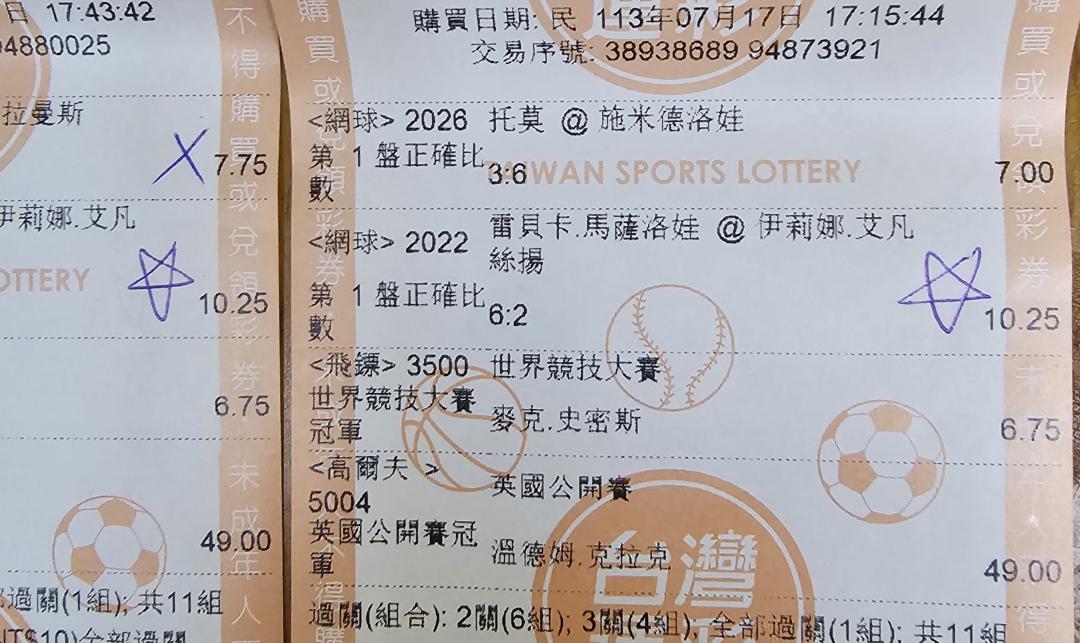 日 17:43:42
94880025
拉曼斯
7.75
伊莉娜.艾凡
OTTERY
10.25
6.75
49.00
過關(1組); 共11組
不得購買或兌領彩券 未成年人
購買日期: 民 113年07月17日 17:15:44
交易序號: 38938689 94873921
<網球> 2026 托莫 @ 施米德洛娃
第 1 盤正確比數 3:6 7.00
TAIWAN SPORTS LOTTERY
<網球> 2022 雷貝卡.馬薩洛娃 @ 伊莉娜.艾凡
絲揚
第 1 盤正確比
數
6:2 10.25
<飛鏢> 3500 世界競技大賽
世界競技大賽
冠軍
麥克.史密斯 6.75
<高爾夫 >
5004
英國公開賽
英國公開賽冠
軍
溫德姆.克拉克 49.00
台灣
過關(組合): 2關(6組); 3關(4組), 全部過關(1組); 共11組
購買或兌領彩券
購買或兌領彩券 未